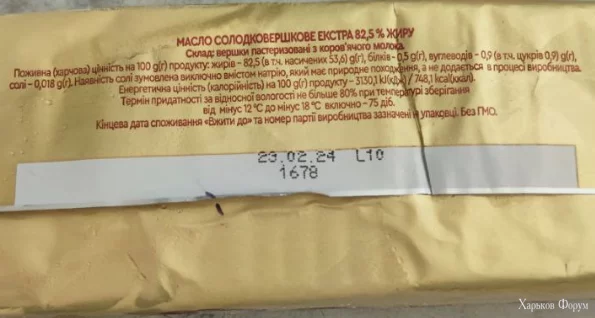 МАСЛО СОЛОДКОВЕРШКОВЕ ЕКСТРА 82,5 % ЖИРУ
Склад: вершки пастеризовані з коров'ячого молока.
Поживна (харчова) цінність на 100 g(г) продукту: жирів - 82,5 (в т.ч. насичених 53,6) g(г), білків - 0,5 g(г), вуглеводів - 0,9 (в т.ч. цукрів 0,9) g(г),
солі - 0,018 g(г). Наявність солі зумовлена виключно вмістом натрію, який має природне походження, а не додається в процесі виробництва.
Енергетична цінність (калорійність) на 100 g(г) продукту - 3130,1 kJ(кДж) / 748,1 kcal(ккал).
Термін придатності за відносної вологості не більше 80% при температурі зберігання
від мінус 12°С до мінус 18°С включно - 75 діб.
Кінцева дата споживання «Вжити до» та номер партії виробництва зазначені на упаковці. Без ГМО.
23.02.24 L10
1678
Харьков Форум